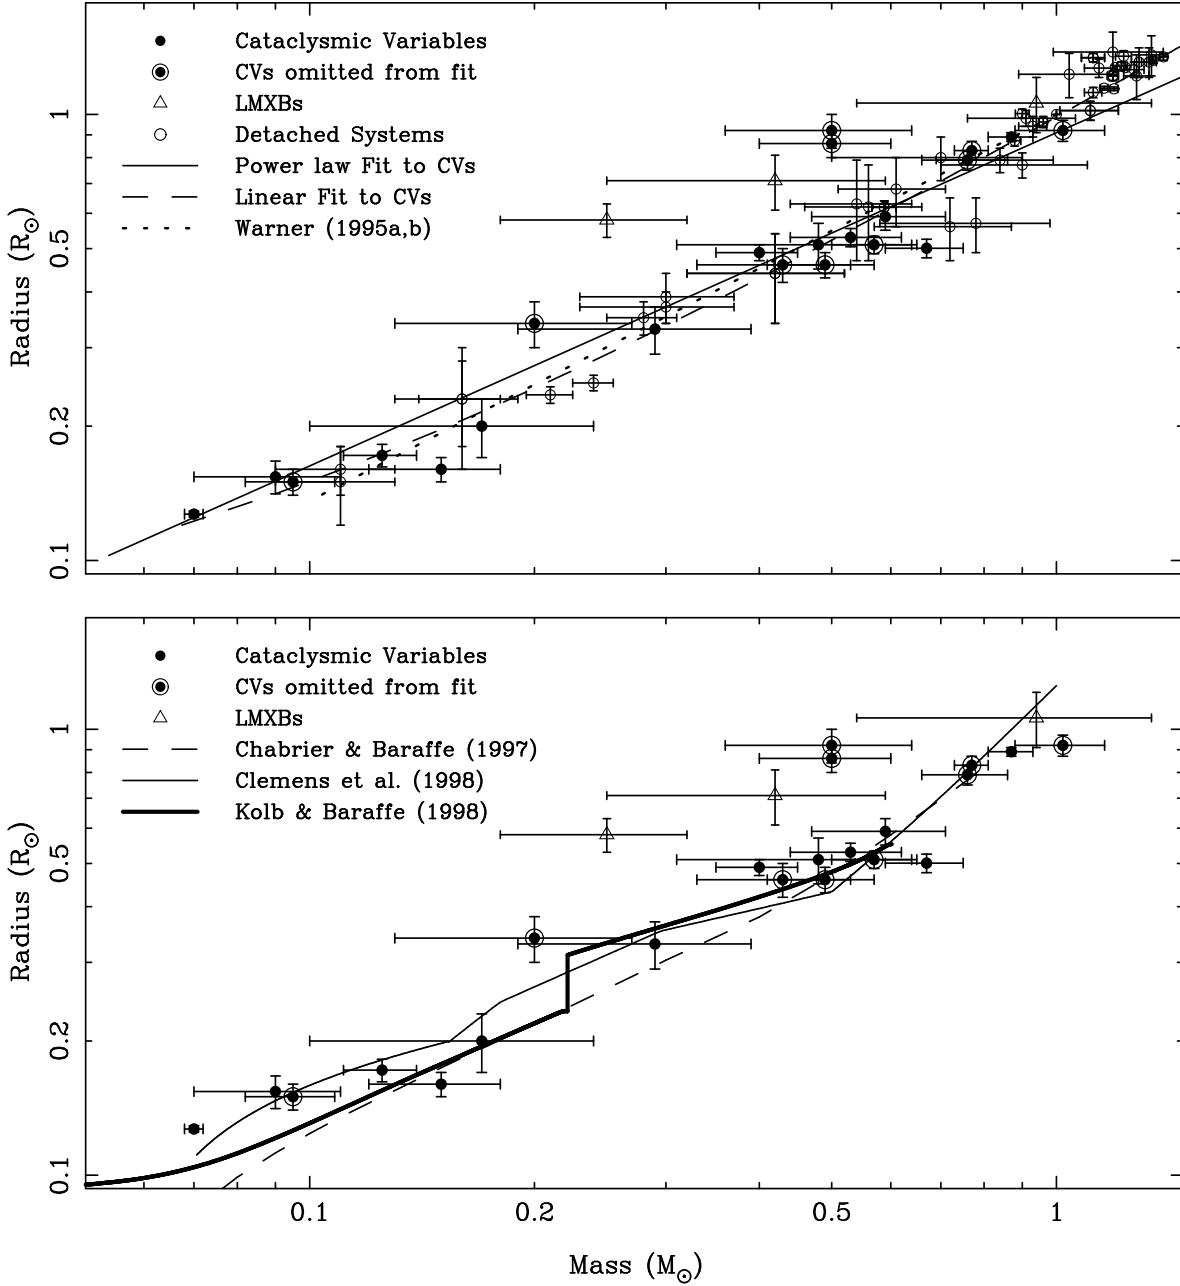 Cataclysmic Variables
CVs omitted from fit
LMXBs
Detached Systems
Power law Fit to CVs
Linear Fit to CVs
Warner (1995a,b)
Radius (R⊙)
1
0.5
0.2
0.1
Cataclysmic Variables
CVs omitted from fit
LMXBs
Chabrier & Baraffe (1997)
Clemens et al. (1998)
Kolb & Baraffe (1998)
Radius (R⊙)
1
0.5
0.2
0.1
0.1 0.2 0.5 1
Mass (M⊙)